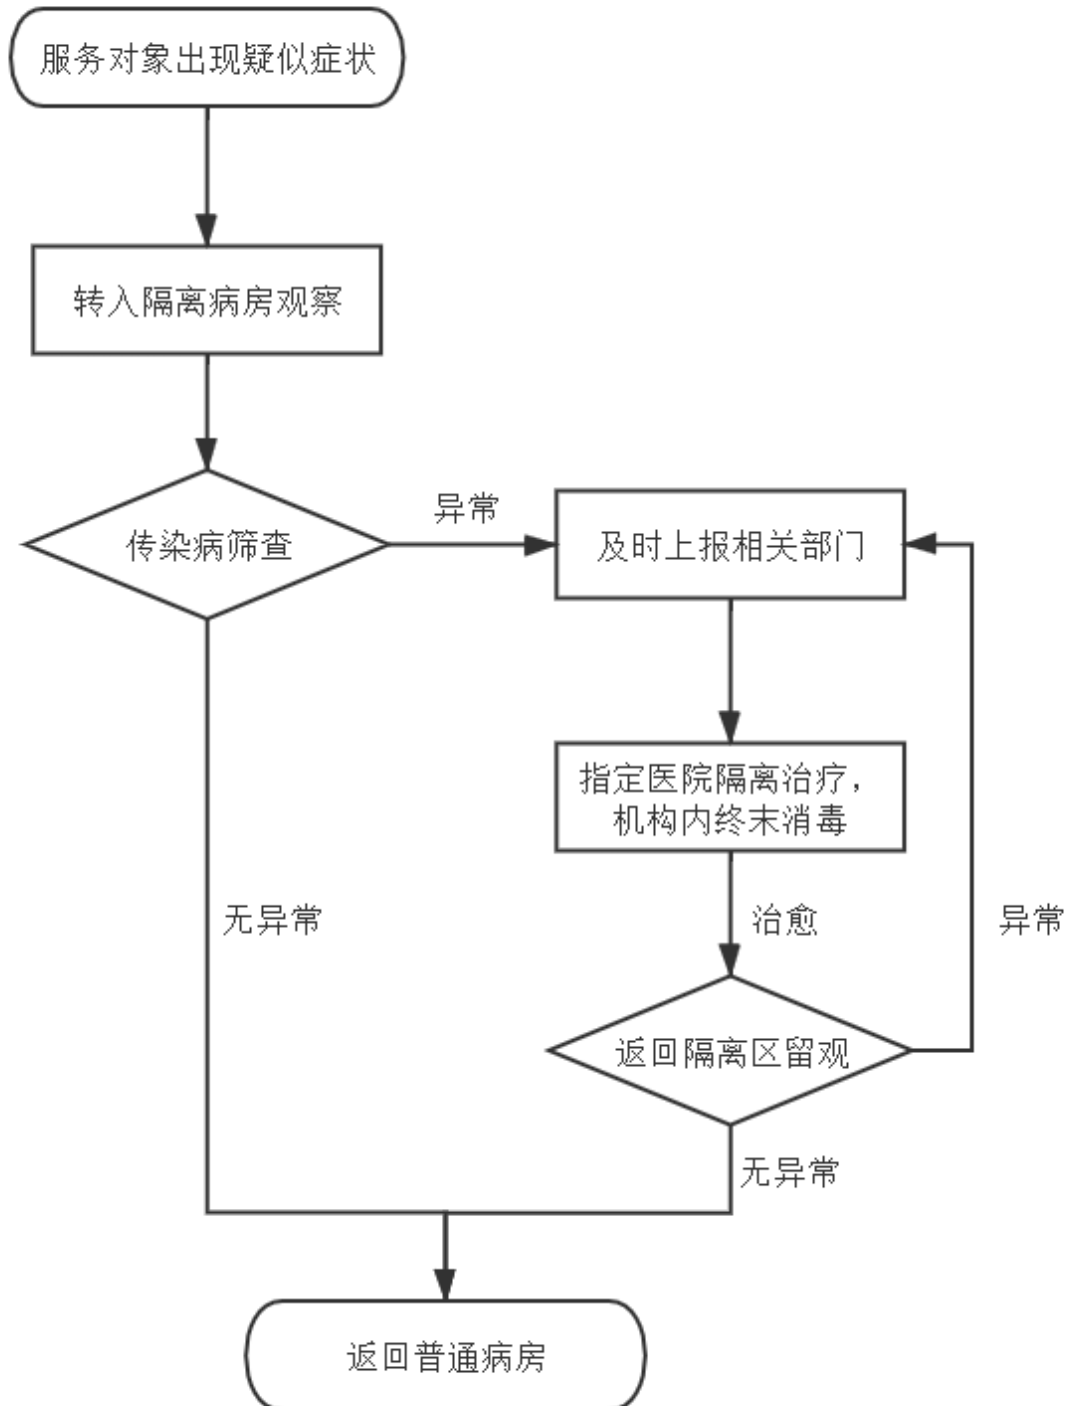 服务对象出现疑似症状
转入隔离病房观察
传染病筛查
异常
及时上报相关部门
指定医院隔离治疗，
机构内终末消毒
无异常
治愈
异常
返回隔离区留观
无异常
返回普通病房